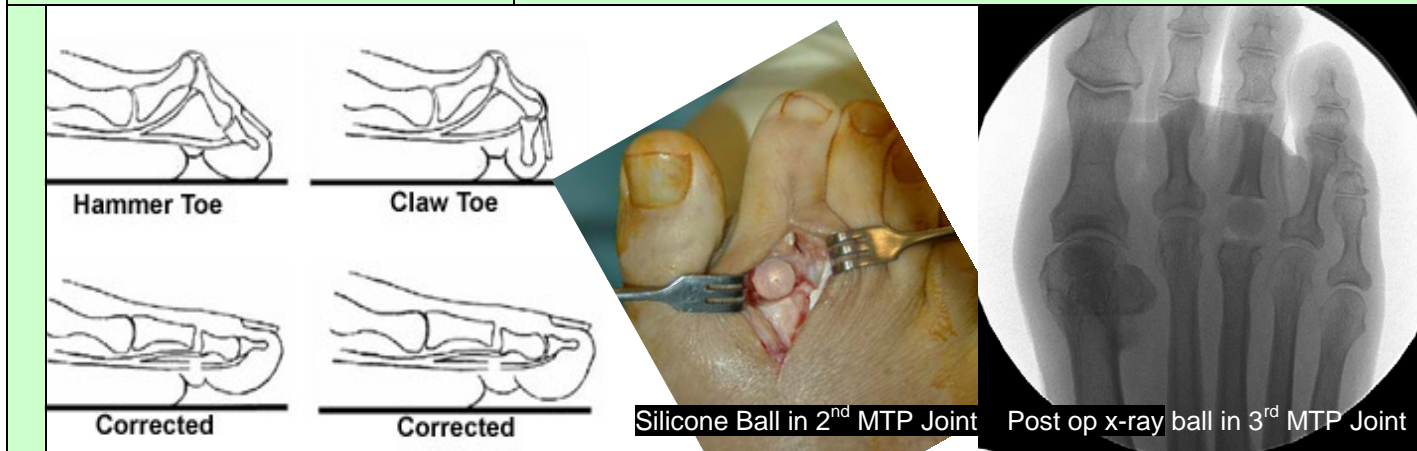 Hammer Toe
Claw Toe
Corrected
Corrected
Silicone Ball in 2nd MTP Joint
Post op x-ray ball in 3rd MTP Joint